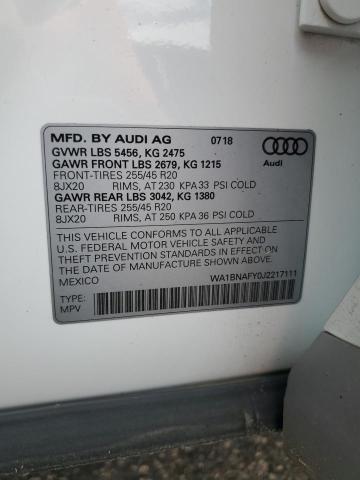 MFD. BY AUDI AG 0718
GVWR LBS 5456, KG 2475
GAWR FRONT LBS 2679, KG 1215
FRONT-TIRES 255/45 R20
8JX20 RIMS, AT 230 KPA 33 PSI COLD
GAWR REAR LBS 3042, KG 1380
REAR-TIRES 255/45 R20
8JX20 RIMS, AT 250 KPA 36 PSI COLD
Audi
THIS VEHICLE CONFORMS TO ALL APPLICABLE
U.S. FEDERAL MOTOR VEHICLE SAFETY AND
THEFT PREVENTION STANDARDS IN EFFECT
ON THE DATE OF MANUFACTURE SHOWN ABOVE.
MEXICO WA1BNAFY0J2217111
TYPE:
MPV